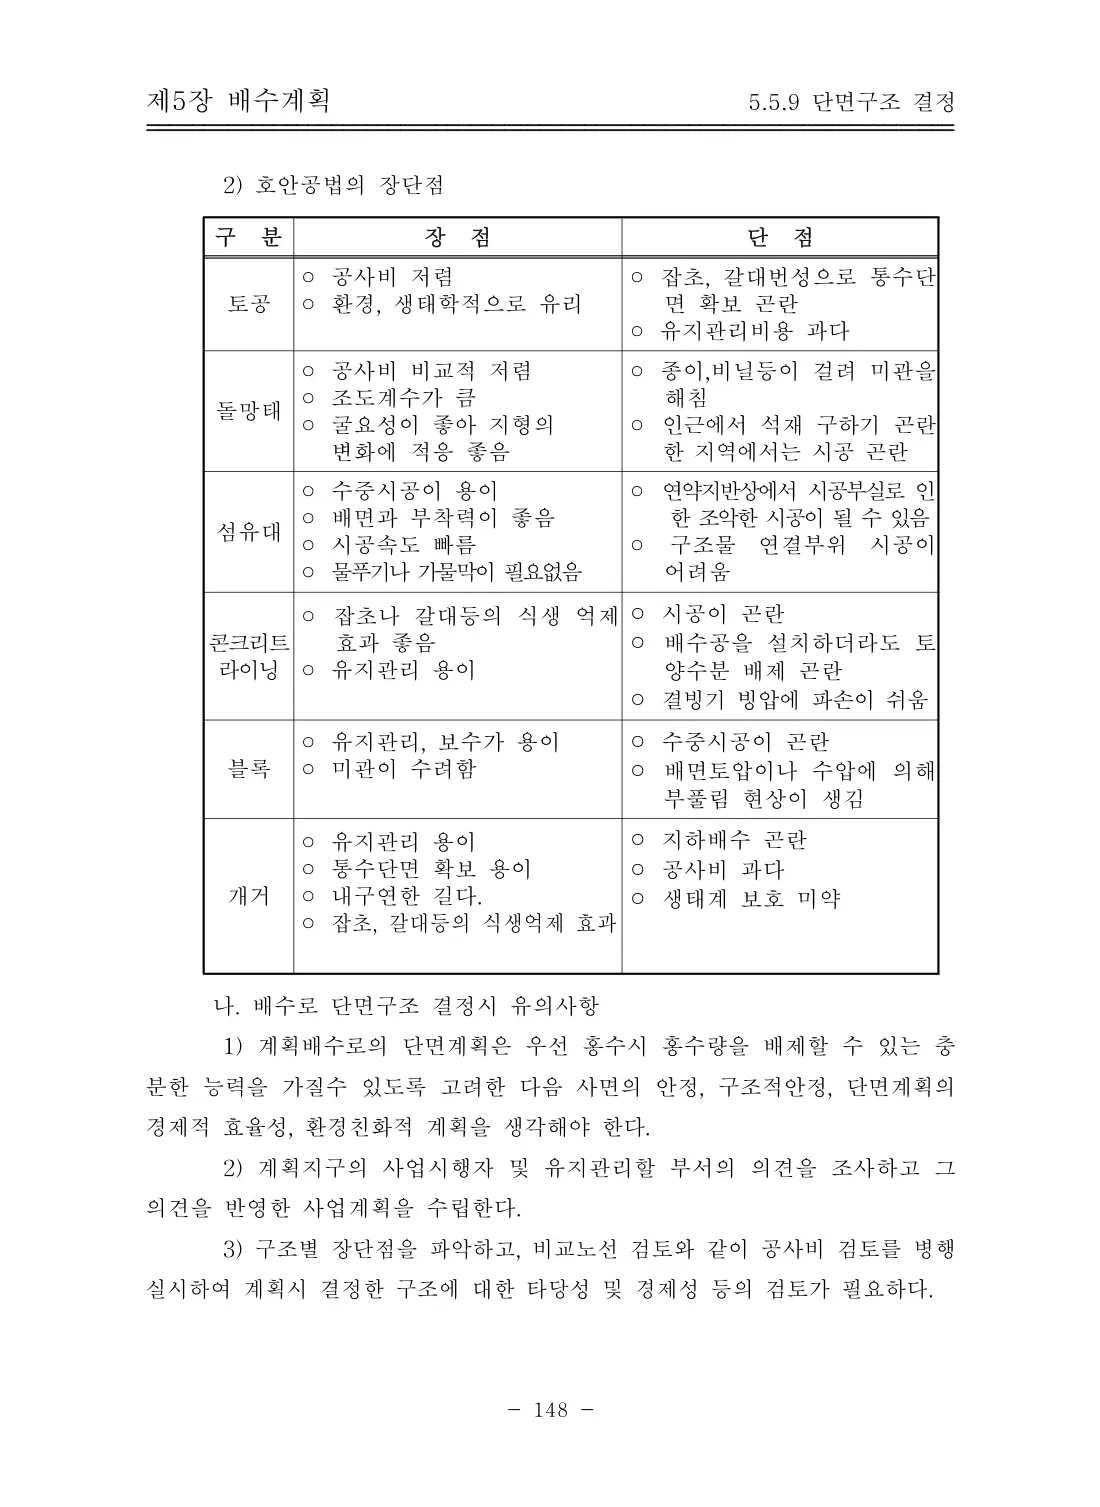 제5장 배수계획
5.5.9 단면구조 결정
2) 호안공법의 장단점
구 분
장 점
단 점
토공
○ 공사비 저렴
○ 환경, 생태학적으로 유리
○ 잡초, 갈대번성으로 통수단
면 확보 곤란
○ 유지관리비용 과다
돌망태
○ 공사비 비교적 저렴
○ 조도계수가 큼
○ 굴요성이 좋아 지형의
변화에 적응 좋음
○ 종이,비닐등이 걸려 미관을
해침
○ 인근에서 석재 구하기 곤란
한 지역에서는 시공 곤란
섬유대
○ 수중시공이 용이
○ 배면과 부착력이 좋음
○ 시공속도 빠름
○ 물푸기나 가물막이 필요없음
○ 연약지반상에서 시공부실로 인
한 조악한 시공이 될 수 있음
○ 구조물 연결부위 시공이
어려움
콘크리트
라이닝
○ 잡초나 갈대등의 식생 억제
효과 좋음
○ 유지관리 용이
○ 시공이 곤란
○ 배수공을 설치하더라도 토
양수분 배제 곤란
○ 결빙기 빙압에 파손이 쉬움
블록
○ 유지관리, 보수가 용이
○ 미관이 수려함
○ 수중시공이 곤란
○ 배면토압이나 수압에 의해
부풀림 현상이 생김
개거
○ 유지관리 용이
○ 통수단면 확보 용이
○ 내구연한 길다.
○ 잡초, 갈대등의 식생억제 효과
○ 지하배수 곤란
○ 공사비 과다
○ 생태계 보호 미약
나. 배수로 단면구조 결정시 유의사항
1) 계획배수로의 단면계획은 우선 홍수시 홍수량을 배제할 수 있는 충
분한 능력을 가질수 있도록 고려한 다음 사면의 안정, 구조적안정, 단면계획의
경제적 효율성, 환경친화적 계획을 생각해야 한다.
2) 계획지구의 사업시행자 및 유지관리할 부서의 의견을 조사하고 그
의견을 반영한 사업계획을 수립한다.
3) 구조별 장단점을 파악하고, 비교노선 검토와 같이 공사비 검토를 병행
실시하여 계획시 결정한 구조에 대한 타당성 및 경제성 등의 검토가 필요하다.
- 148 -